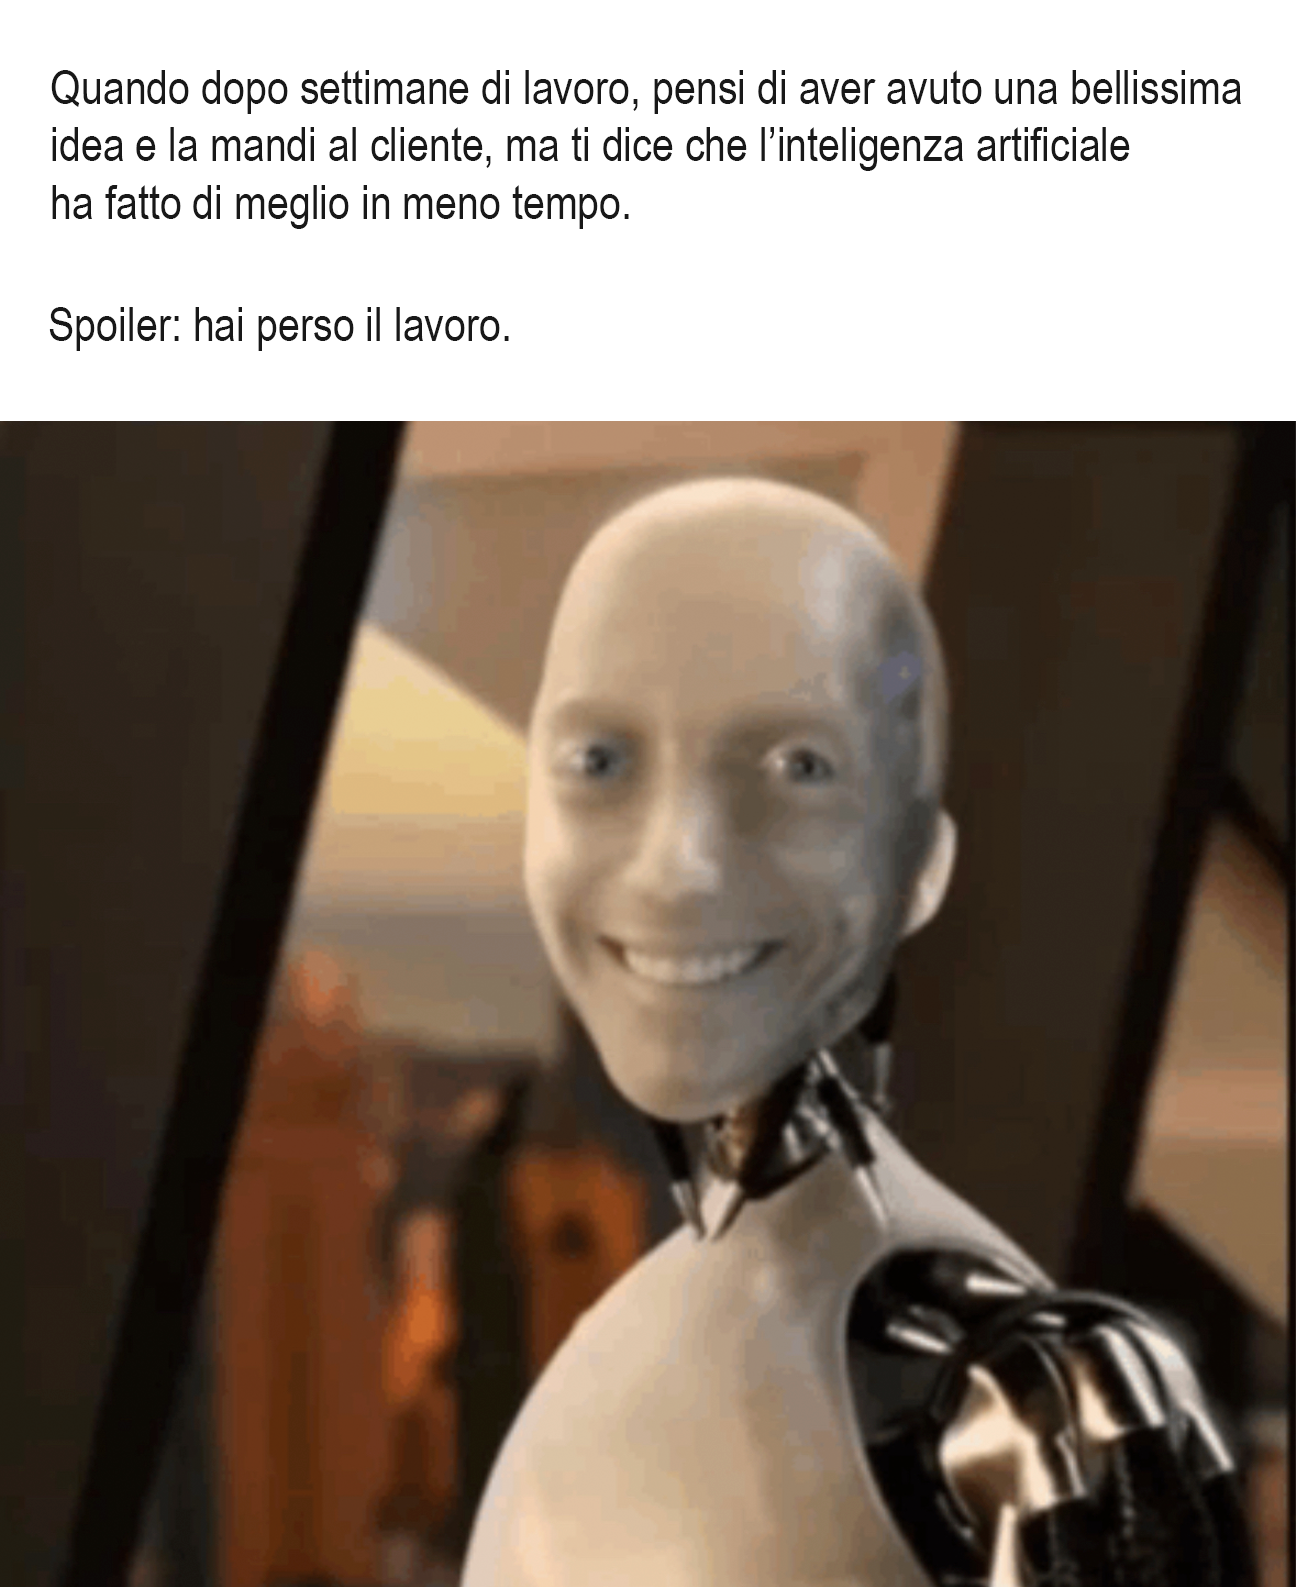 Quando dopo settimane di lavoro, pensi di aver avuto una bellissima
idea e la mandi al cliente, ma ti dice che l’inteligenza artificiale
ha fatto di meglio in meno tempo.
Spoiler: hai perso il lavoro.